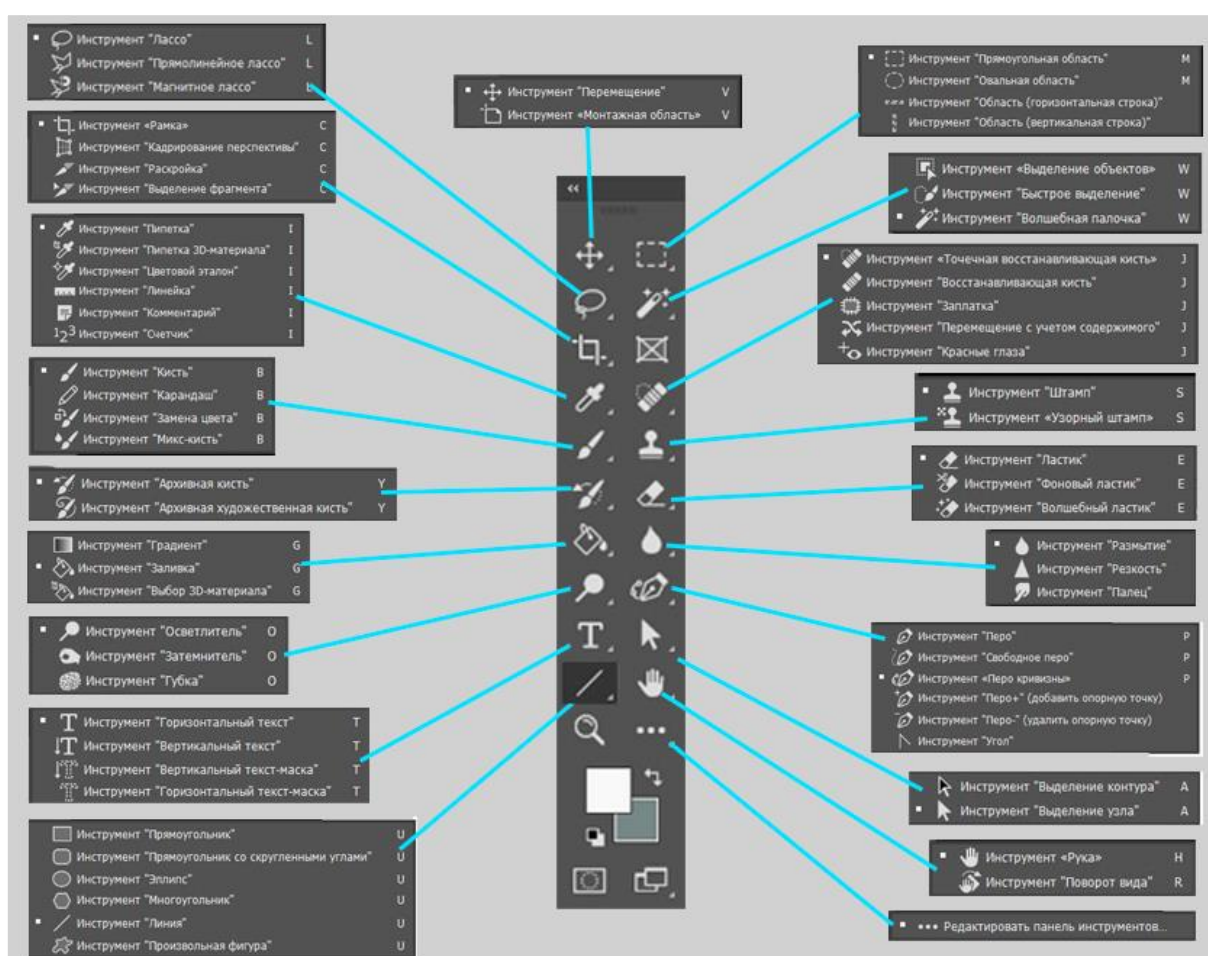 Инструмент "Лассо" L
Инструмент "Прямолинейное лассо" L
Инструмент "Магнитное лассо" L
Инструмент «Рамка» C
Инструмент "Кадрирование перспективы" C
Инструмент "Раскройка" C
Инструмент "Выделение фрагмента" C
Инструмент "Пипетка" I
Инструмент "Пипетка 3D-материала" I
Инструмент "Цветовой эталон" I
Инструмент "Линейка" I
Инструмент "Комментарий" I
Инструмент "Счетчик" I
Инструмент "Кисть" B
Инструмент "Карандаш" B
Инструмент "Замена цвета" B
Инструмент "Микс-кисть" B
Инструмент "Архивная кисть" Y
Инструмент "Архивная художественная кисть" Y
Инструмент "Градиент" G
Инструмент "Заливка" G
Инструмент "Выбор 3D-материала" G
Инструмент "Осветлитель" O
Инструмент "Затемнитель" O
Инструмент "Губка" O
Инструмент "Горизонтальный текст" T
Инструмент "Вертикальный текст" T
Инструмент "Вертикальный текст-маска" T
Инструмент "Горизонтальный текст-маска" T
Инструмент "Прямоугольник" U
Инструмент "Прямоугольник со скругленными углами" U
Инструмент "Эллипс" U
Инструмент "Многоугольник" U
Инструмент "Линия" U
Инструмент "Произвольная фигура" U
Инструмент "Перемещение" V
Инструмент «Монтажная область» V
Инструмент "Прямоугольная область" M
Инструмент "Овальная область" M
Инструмент "Область (горизонтальная строка)"
Инструмент "Область (вертикальная строка)"
Инструмент «Выделение объектов» W
Инструмент "Быстрое выделение" W
Инструмент "Волшебная палочка" W
Инструмент «Точечная восстанавливающая кисть» J
Инструмент "Восстанавливающая кисть" J
Инструмент "Заплатка" J
Инструмент "Перемещение с учетом содержимого" J
Инструмент "Красные глаза" J
Инструмент "Штамп" S
Инструмент «Узорный штамп» S
Инструмент "Ластик" E
Инструмент "Фоновый ластик" E
Инструмент "Волшебный ластик" E
Инструмент "Размытие"
Инструмент "Резкость"
Инструмент "Палец"
Инструмент "Перо" P
Инструмент "Свободное перо" P
Инструмент «Перо кривизны» P
Инструмент "Перо+" (добавить опорную точку)
Инструмент "Перо-" (удалить опорную точку)
Инструмент "Угол"
Инструмент "Выделение контура" A
Инструмент "Выделение узла" A
Инструмент «Рука» H
Инструмент "Поворот вида" R
Редактировать панель инструментов...